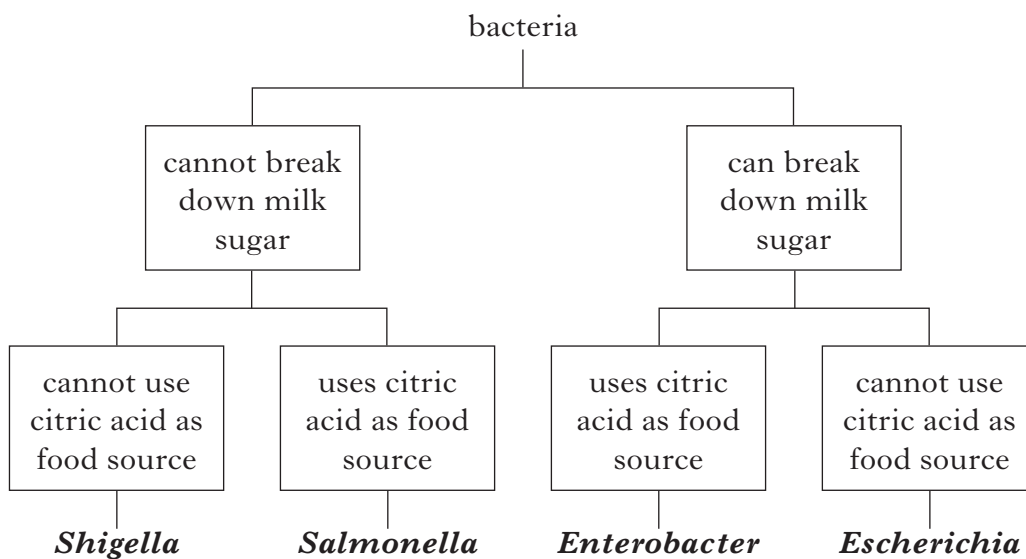 bacteria
cannot break
down milk
sugar
can break
down milk
sugar
cannot use
citric acid as
food source
uses citric
acid as food
source
uses citric
acid as food
source
cannot use
citric acid as
food source
Shigella
Salmonella
Enterobacter
Escherichia